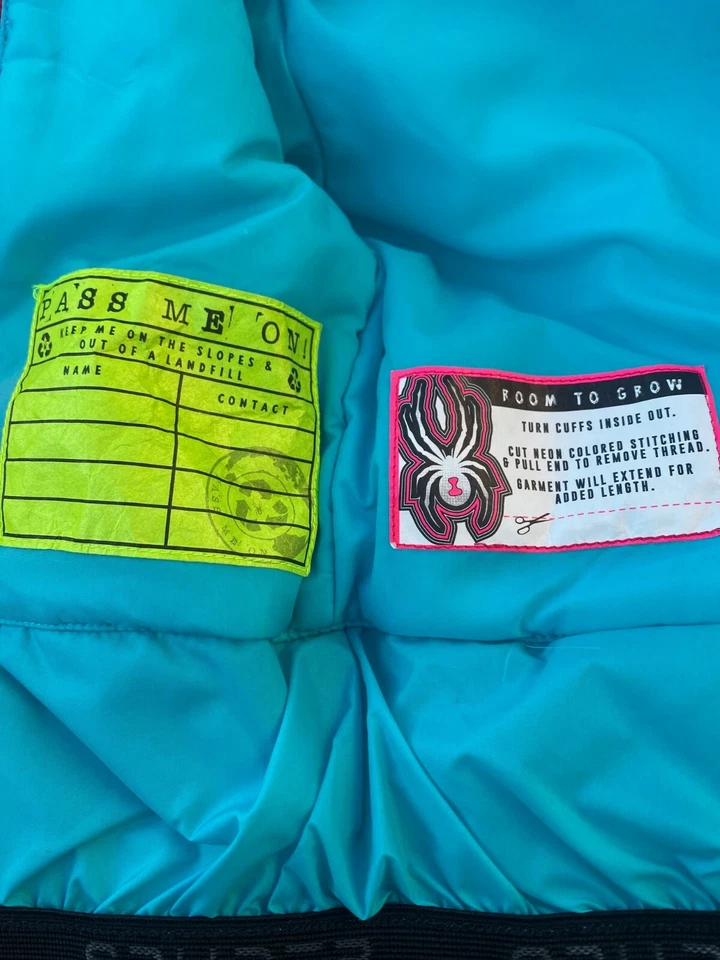 PASS ME ON!
KEEP ME ON THE SLOPES &
OUT OF A LANDFILL
NAME
CONTACT
ROOM TO GROW
TURN CUFFS INSIDE OUT.
CUT NEON COLORED STITCHING
& PULL END TO REMOVE THREAD.
GARMENT WILL EXTEND FOR
ADDED LENGTH.